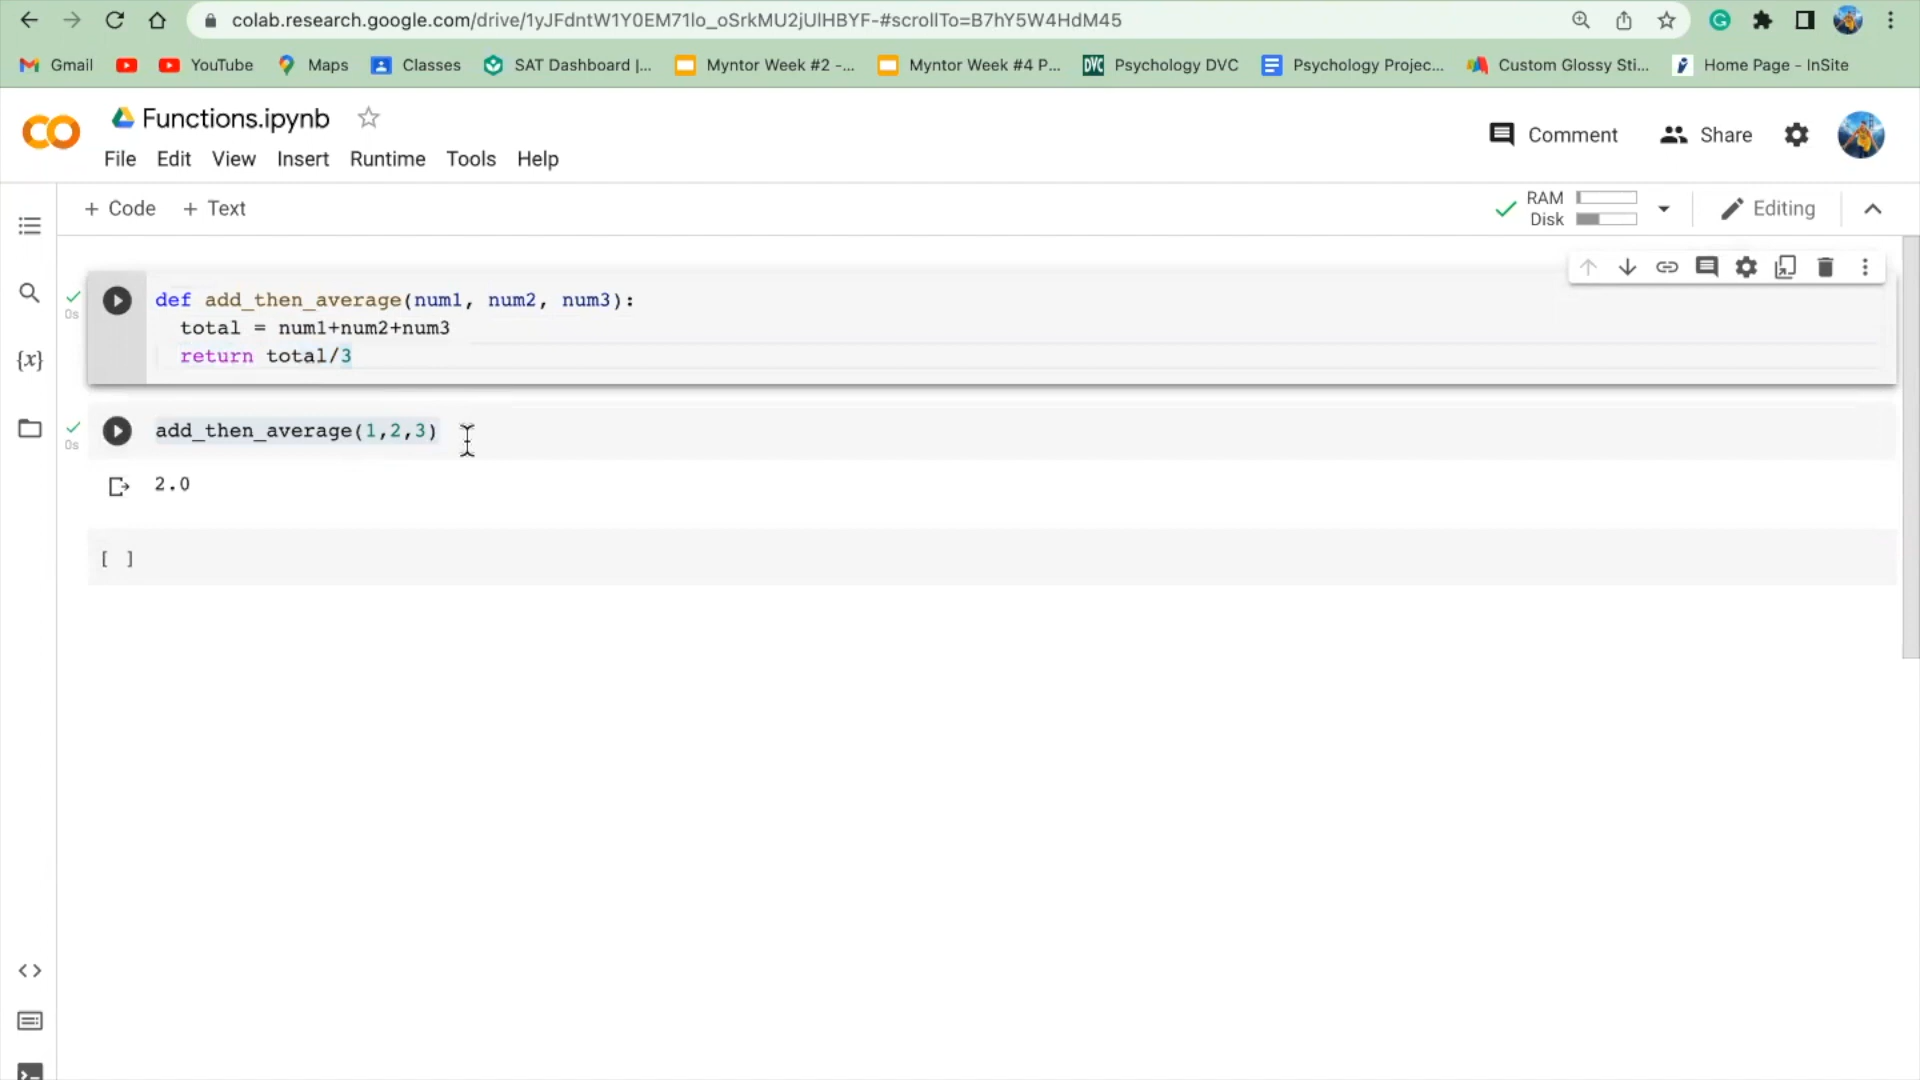 colab.research.google.com/drive/1yJFdntW1Y0EM71lo_oSrkMU2jUlHBYF-#scrollTo=B7hY5W4HdM45
Gmail YouTube Maps Classes SAT Dashboard |... Myntor Week #2 -... Myntor Week #4 P... DVC Psychology DVC Psychology Projec... Custom Glossy Sti... Home Page - InSite
Functions.ipynb
Comment Share
File Edit View Insert Runtime Tools Help
+ Code + Text
RAM
Disk
Editing
{x}
def add_then_average(num1, num2, num3):
0s
total = num1+num2+num3
return total/3
add_then_average(1,2,3)
0s
2.0
[ ]